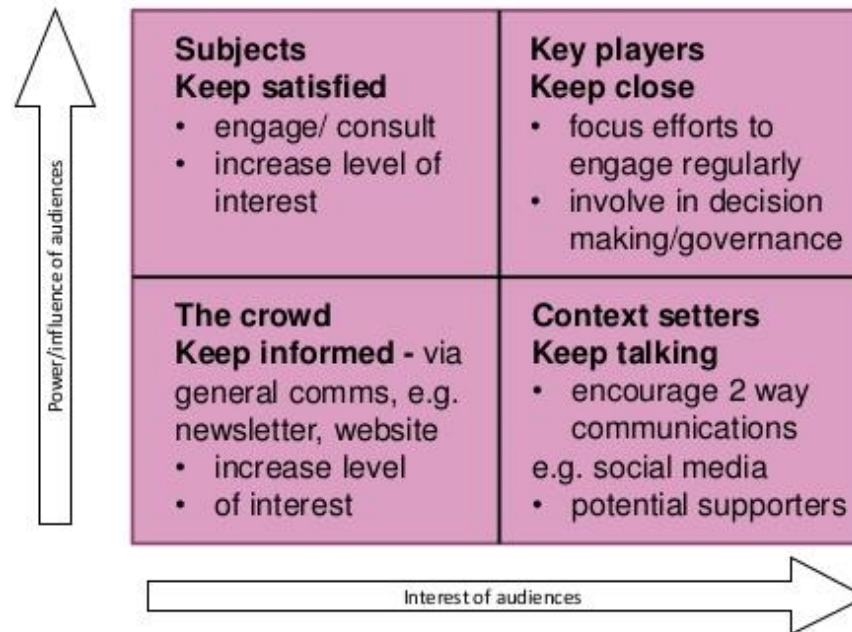 Power/influence of audiences
Subjects
Keep satisfied
• engage/ consult
• increase level of
interest
Key players
Keep close
• focus efforts to
engage regularly
• involve in decision
making/governance
The crowd
Keep informed - via
general comms, e.g.
newsletter, website
• increase level
• of interest
Context setters
Keep talking
• encourage 2 way
communications
e.g. social media
• potential supporters
Interest of audiences